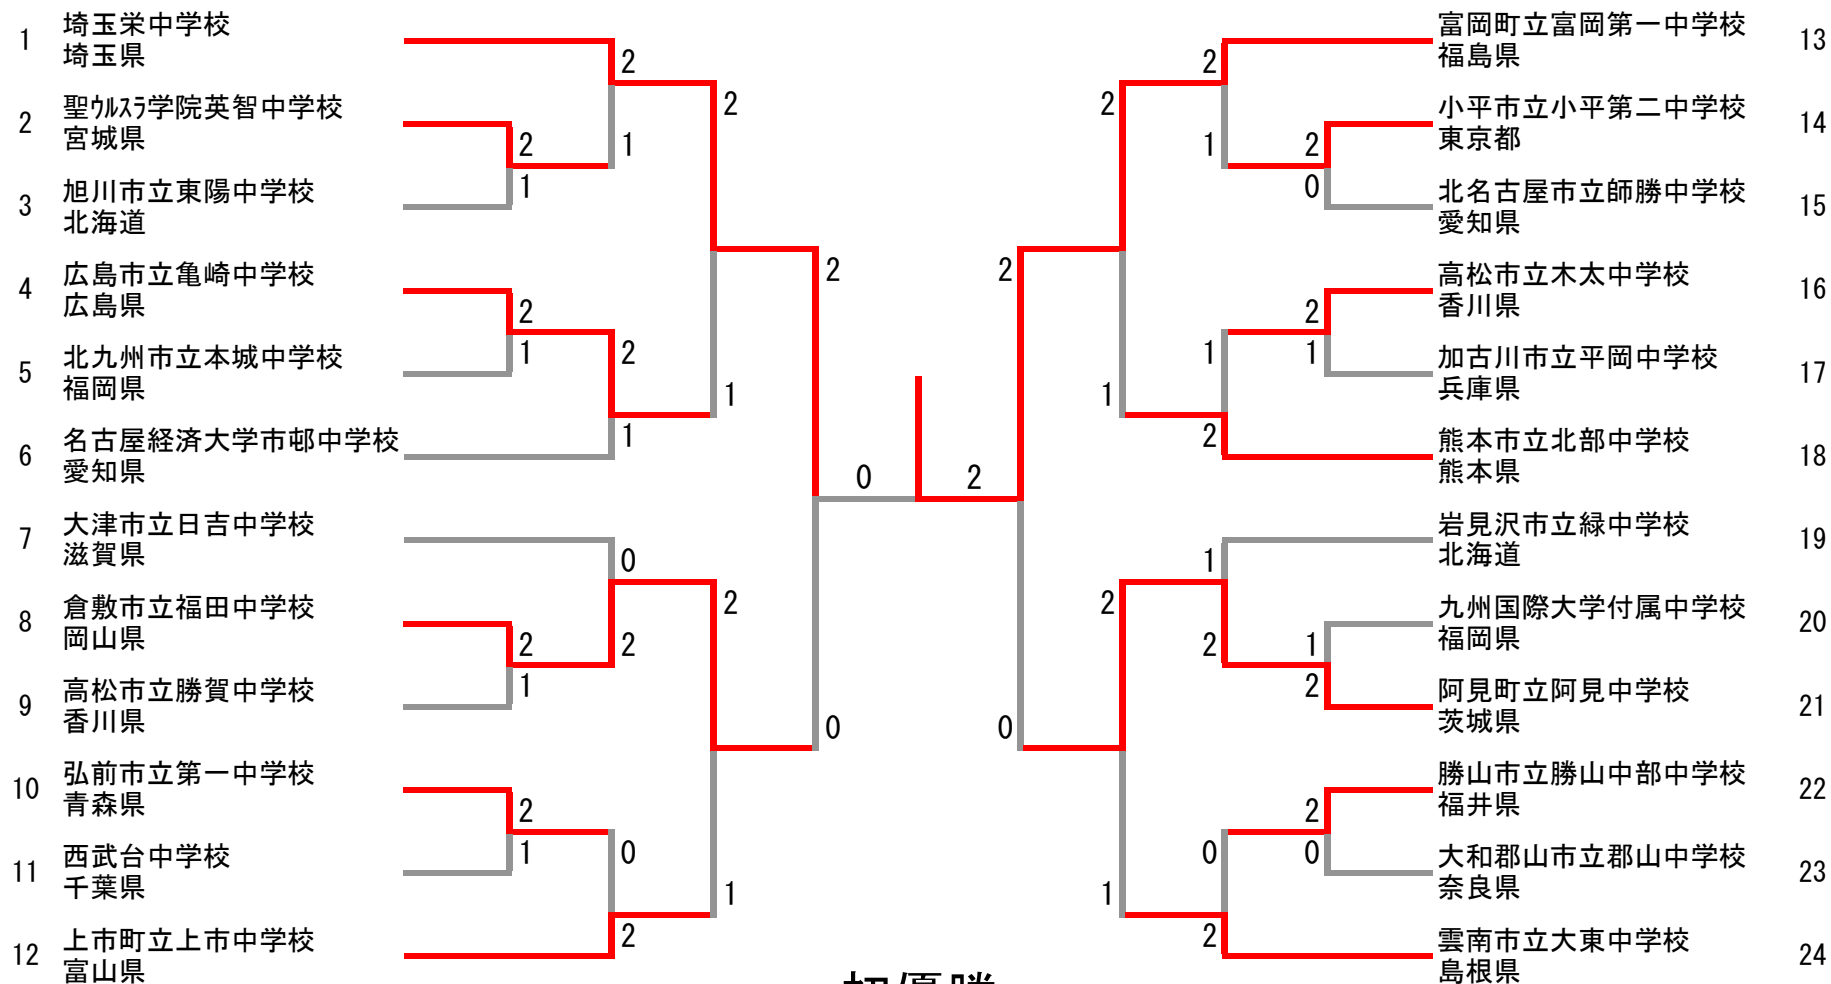 1 埼玉栄中学校
埼玉県
2 聖ウルスラ学院英智中学校
宮城県
3 旭川市立東陽中学校
北海道
4 広島市立亀崎中学校
広島県
5 北九州市立本城中学校
福岡県
6 名古屋経済大学市邨中学校
愛知県
7 大津市立日吉中学校
滋賀県
8 倉敷市立福田中学校
岡山県
9 高松市立勝賀中学校
香川県
10 弘前市立第一中学校
青森県
11 西武台中学校
千葉県
12 上市町立上市中学校
富山県
2
1
2
1
2
1
2
1
2
1
0
2
2
1
2
1
0
2
2
1
2
1
2
0
0
2
2
0
2
1
2
1
2
1
1
2
1
2
0
2
2
0
2
1
1
2
2
0
富岡町立富岡第一中学校 13
福島県
小平市立小平第二中学校 14
東京都
北名古屋市立師勝中学校 15
愛知県
高松市立木太中学校 16
香川県
加古川市立平岡中学校 17
兵庫県
熊本市立北部中学校 18
熊本県
岩見沢市立緑中学校 19
北海道
九州国際大学付属中学校 20
福岡県
阿見町立阿見中学校 21
茨城県
勝山市立勝山中部中学校 22
福井県
大和郡山市立郡山中学校 23
奈良県
雲南市立大東中学校 24
島根県
初優勝